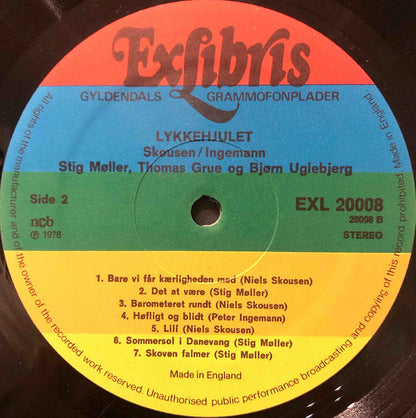 ExLibris
GYLDENDALS GRAMMOFONPLADER
LYKKEHJULET
Skousen/Ingemann
Stig Møller, Thomas Grue og Bjørn Uglebjerg
Side 2
EXL 20008
20008 B
ncb
℗ 1976
STEREO
1. Bare vi får kærligheden med (Niels Skousen)
2. Det at være (Stig Møller)
3. Barometeret rundt (Niels Skousen)
4. Høfligt og blidt (Peter Ingemann)
5. Lili (Niels Skousen)
6. Sommersol i Danevang (Stig Møller)
7. Skoven falmer (Stig Møller)
Made in England
All rights of the manufacturer and of the owner of the recorded work reserved. Unauthorised public performance broadcasting and copying of this record prohibited Made in England